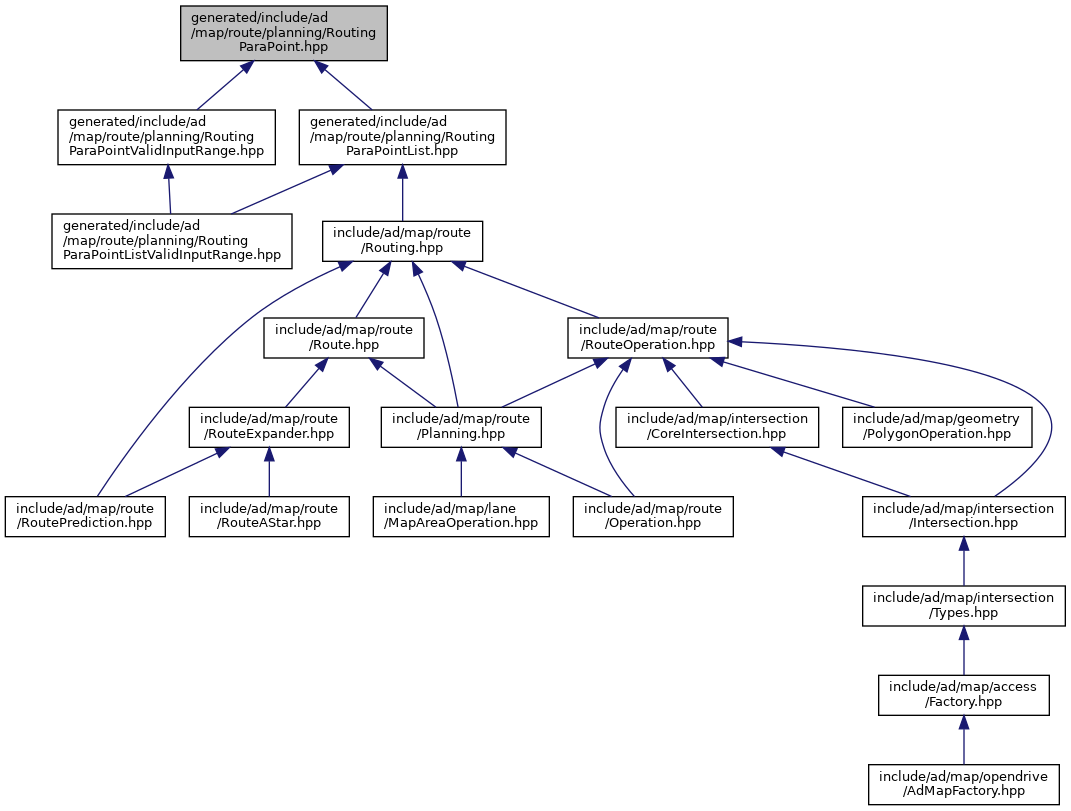 generated/include/ad
/map/route/planning/Routing
ParaPoint.hpp
generated/include/ad
/map/route/planning/Routing
ParaPointValidInputRange.hpp
generated/include/ad
/map/route/planning/Routing
ParaPointList.hpp
generated/include/ad
/map/route/planning/Routing
ParaPointListValidInputRange.hpp
include/ad/map/route
/Routing.hpp
include/ad/map/route
/Route.hpp
include/ad/map/route
/RouteOperation.hpp
include/ad/map/route
/RouteExpander.hpp
include/ad/map/route
/Planning.hpp
include/ad/map/intersection
/CoreIntersection.hpp
include/ad/map/geometry
/PolygonOperation.hpp
include/ad/map/route
/RoutePrediction.hpp
include/ad/map/route
/RouteAStar.hpp
include/ad/map/lane
/MapAreaOperation.hpp
include/ad/map/route
/Operation.hpp
include/ad/map/intersection
/Intersection.hpp
include/ad/map/intersection
/Types.hpp
include/ad/map/access
/Factory.hpp
include/ad/map/opendrive
/AdMapFactory.hpp